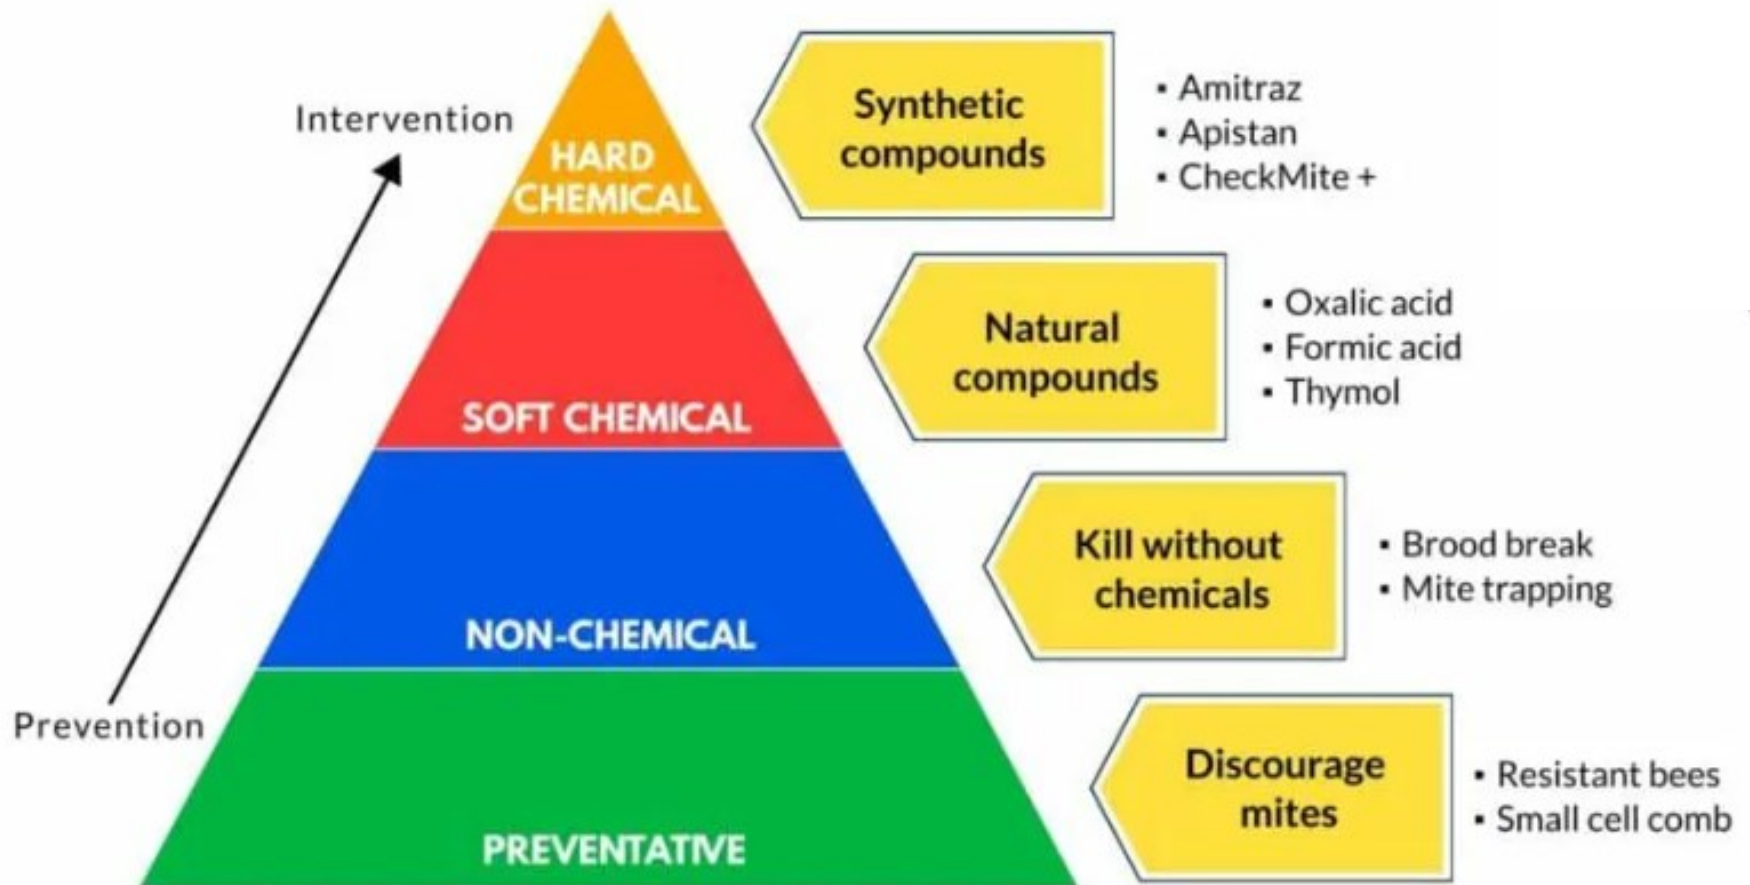 Intervention
Prevention
HARD
CHEMICAL
SOFT CHEMICAL
NON-CHEMICAL
PREVENTATIVE
Synthetic
compounds
▪ Amitraz
▪ Apistan
▪ CheckMite +
Natural
compounds
▪ Oxalic acid
▪ Formic acid
▪ Thymol
Kill without
chemicals
▪ Brood break
▪ Mite trapping
Discourage
mites
▪ Resistant bees
▪ Small cell comb